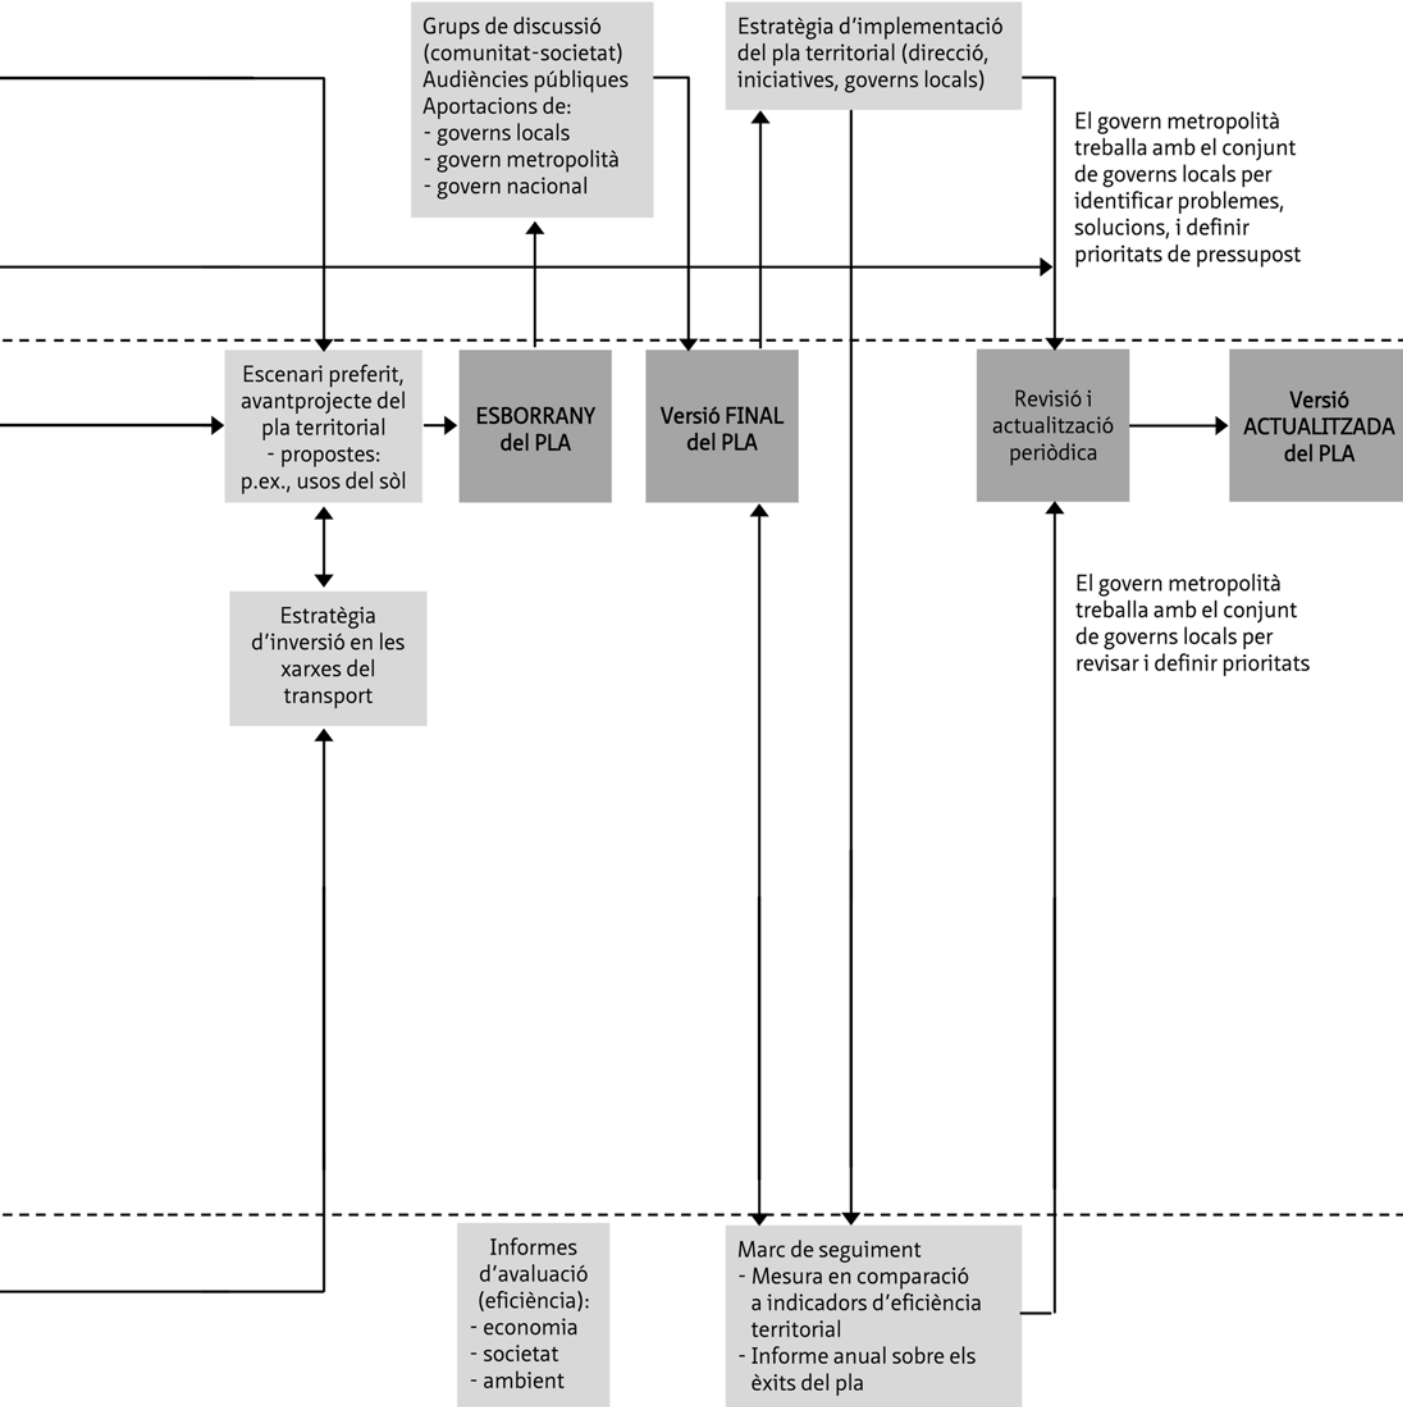 Grups de discussió
(comunitat-societat)
Audiències públiques
Aportacions de:
- governs locals
- govern metropolità
- govern nacional
Estratègia d’implementació
del pla territorial (direcció,
iniciatives, governs locals)
El govern metropolità
treballa amb el conjunt
de governs locals per
identificar problemes,
solucions, i definir
prioritats de pressupost
Escenari preferit,
avantprojecte del
pla territorial
- propostes:
p.ex., usos del sòl
ESBORRANY
del PLA
Versió FINAL
del PLA
Revisió i
actualització
periòdica
Versió
ACTUALITZADA
del PLA
Estratègia
d’inversió en les
xarxes del
transport
El govern metropolità
treballa amb el conjunt
de governs locals per
revisar i definir prioritats
Informes
d’avaluació
(eficiència):
- economia
- societat
- ambient
Marc de seguiment
- Mesura en comparació
a indicadors d’eficiència
territorial
- Informe anual sobre els
èxits del pla